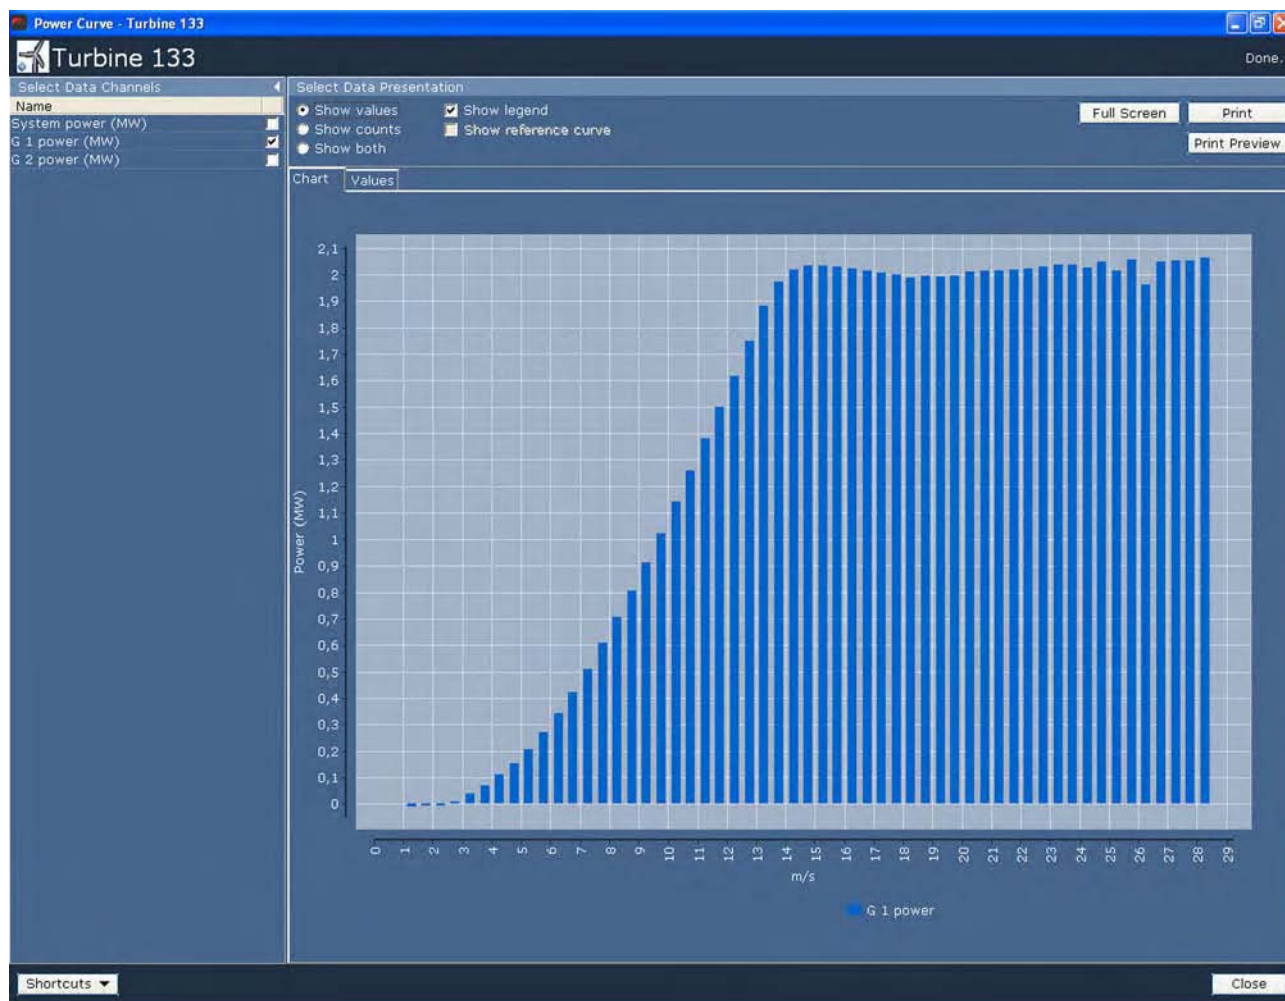 Power Curve - Turbine 133
Turbine 133
Done.
Select Data Channels
Name
System power (MW)
G 1 power (MW)
G 2 power (MW)
Select Data Presentation
Show values
Show counts
Show both
Show legend
Show reference curve
Full Screen
Print
Print Preview
Chart
Values
2,1
2
1,9
1,8
1,7
1,6
1,5
1,4
1,3
1,2
1,1
1
0,9
0,8
0,7
0,6
0,5
0,4
0,3
0,2
0,1
0
Power (MW)
0 1 2 3 4 5 6 7 8 9 10 11 12 13 14 15 16 17 18 19 20 21 22 23 24 25 26 27 28 29
m/s
G 1 power
Shortcuts
Close